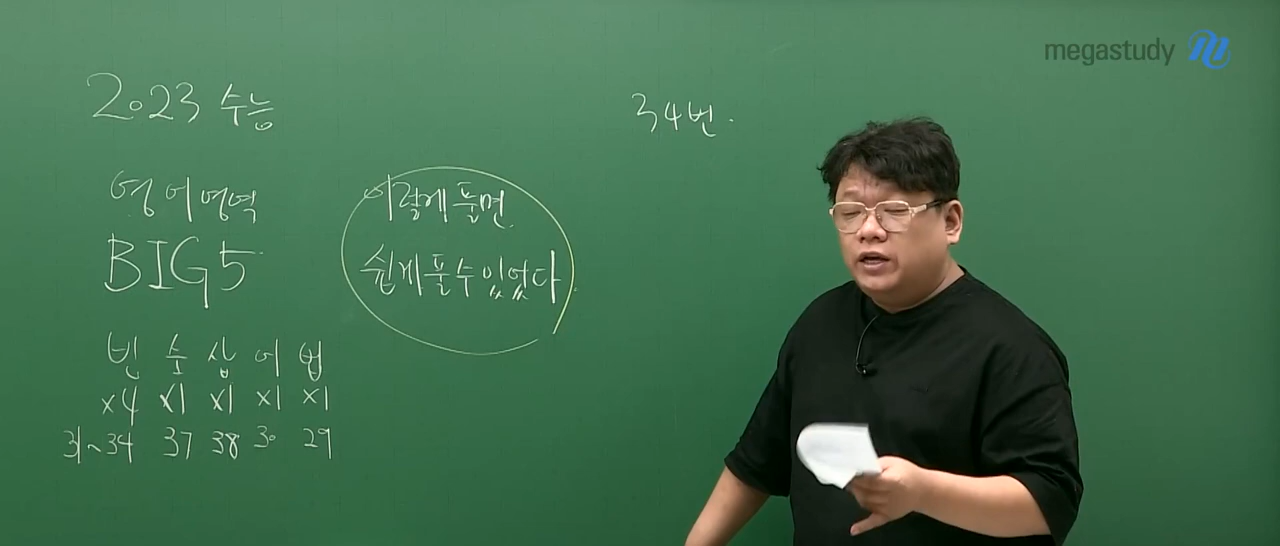 megastudy
2023 수능
영어영역
BIG5
빈 순 삽 어 법
x4 x1 x1 x1 x1
31~34 37 38 30 29
이렇게 풀면
쉽게 풀 수 있었다
34번.